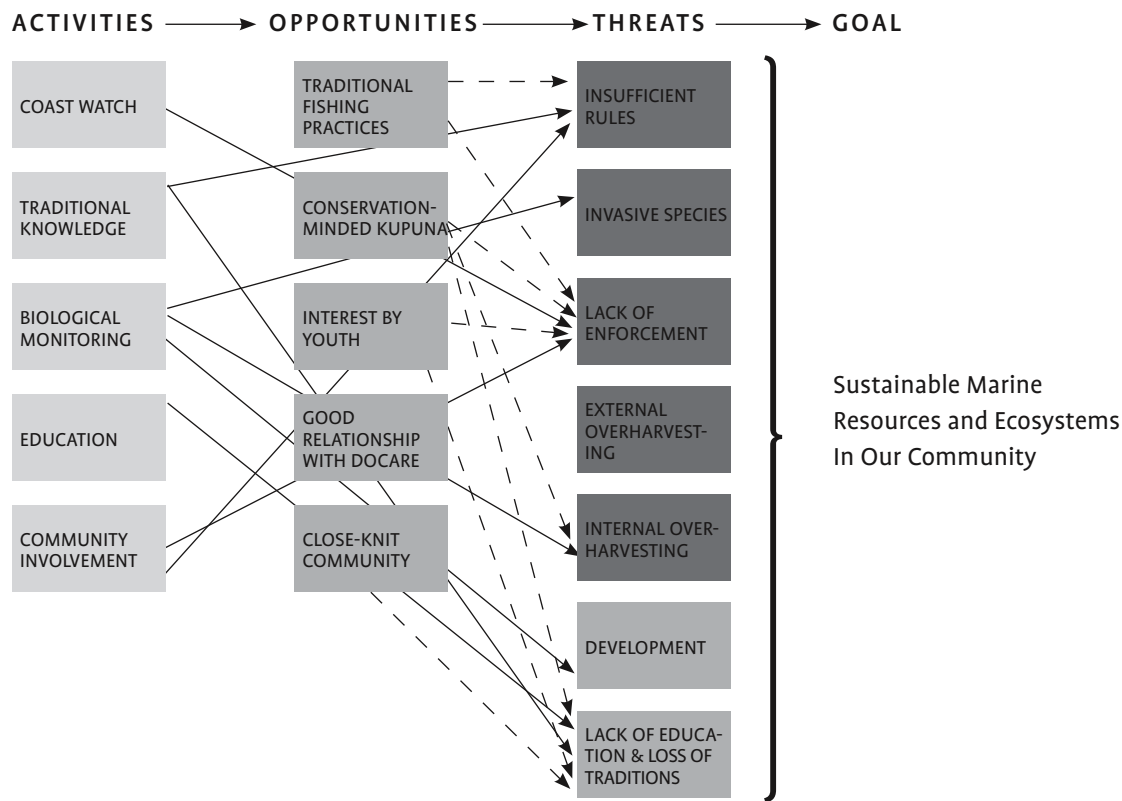 ACTIVITIES OPPORTUNITIES THREATS GOAL
COAST WATCH
TRADITIONAL
KNOWLEDGE
BIOLOGICAL
MONITORING
EDUCATION
COMMUNITY
INVOLVEMENT
TRADITIONAL
FISHING
PRACTICES
CONSERVATION-
MINDED KUPUNA
INTEREST BY
YOUTH
GOOD
RELATIONSHIP
WITH DOCARE
CLOSE-KNIT
COMMUNITY
INSUFFICIENT
RULES
INVASIVE SPECIES
LACK OF
ENFORCEMENT
EXTERNAL
OVERHARVEST-
ING
INTERNAL OVER-
HARVESTING
DEVELOPMENT
LACK OF EDUCA-
TION & LOSS OF
TRADITIONS
Sustainable Marine
Resources and Ecosystems
In Our Community